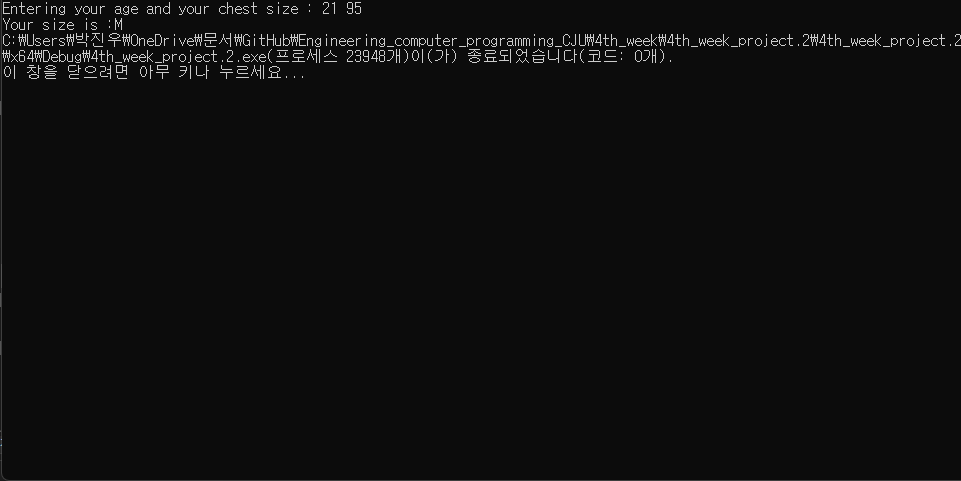 Entering your age and your chest size : 21 95
Your size is :M
C:₩Users₩박진우₩OneDrive₩문서₩GitHub₩Engineering_computer_programming_CJU₩4th_week₩4th_week_project.2₩4th_week_project.2
₩x64₩Debug₩4th_week_project.2.exe(프로세스 23948개)이(가) 종료되었습니다(코드: 0개).
이 창을 닫으려면 아무 키나 누르세요...